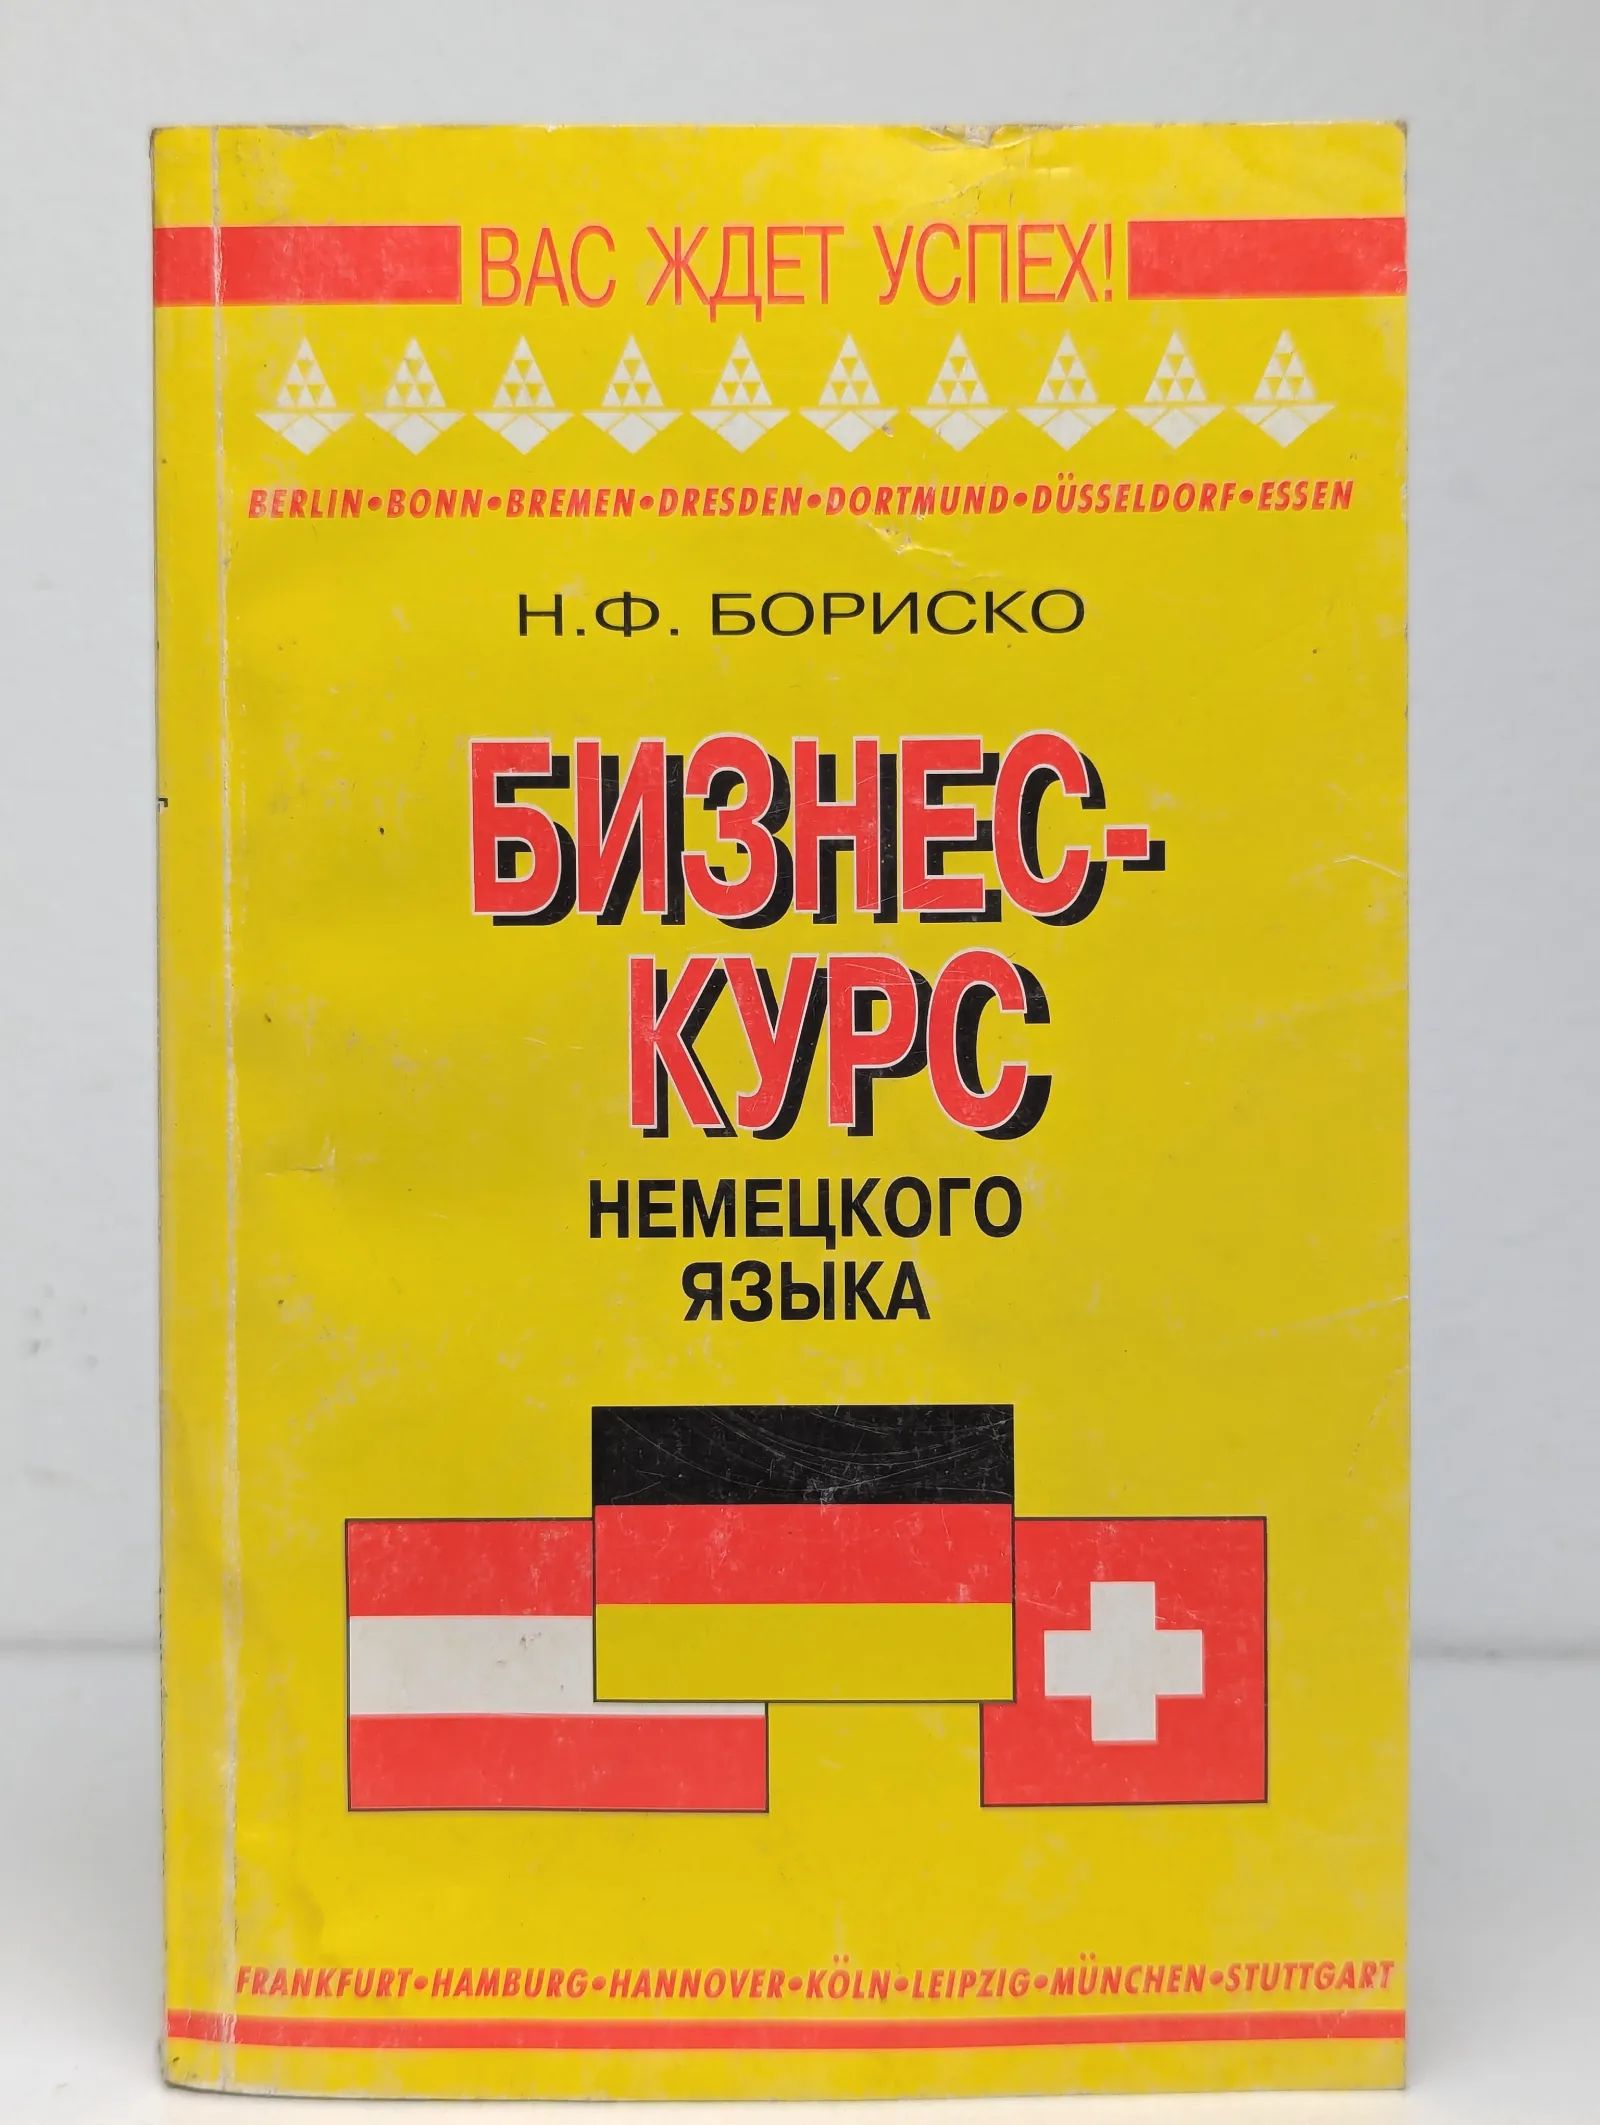 ВАС ЖДЕТ УСПЕХ!
BERLIN•BONN•BREMEN•DRESDEN•DORTMUND•DÜSSELDORF•ESSEN
Н.Ф. БОРИСКО
БИЗНЕС-
КУРС
НЕМЕЦКОГО
ЯЗЫКА
FRANKFURT•HAMBURG•HANNOVER•KÖLN•LEIPZIG•MÜNCHEN•STUTTGART